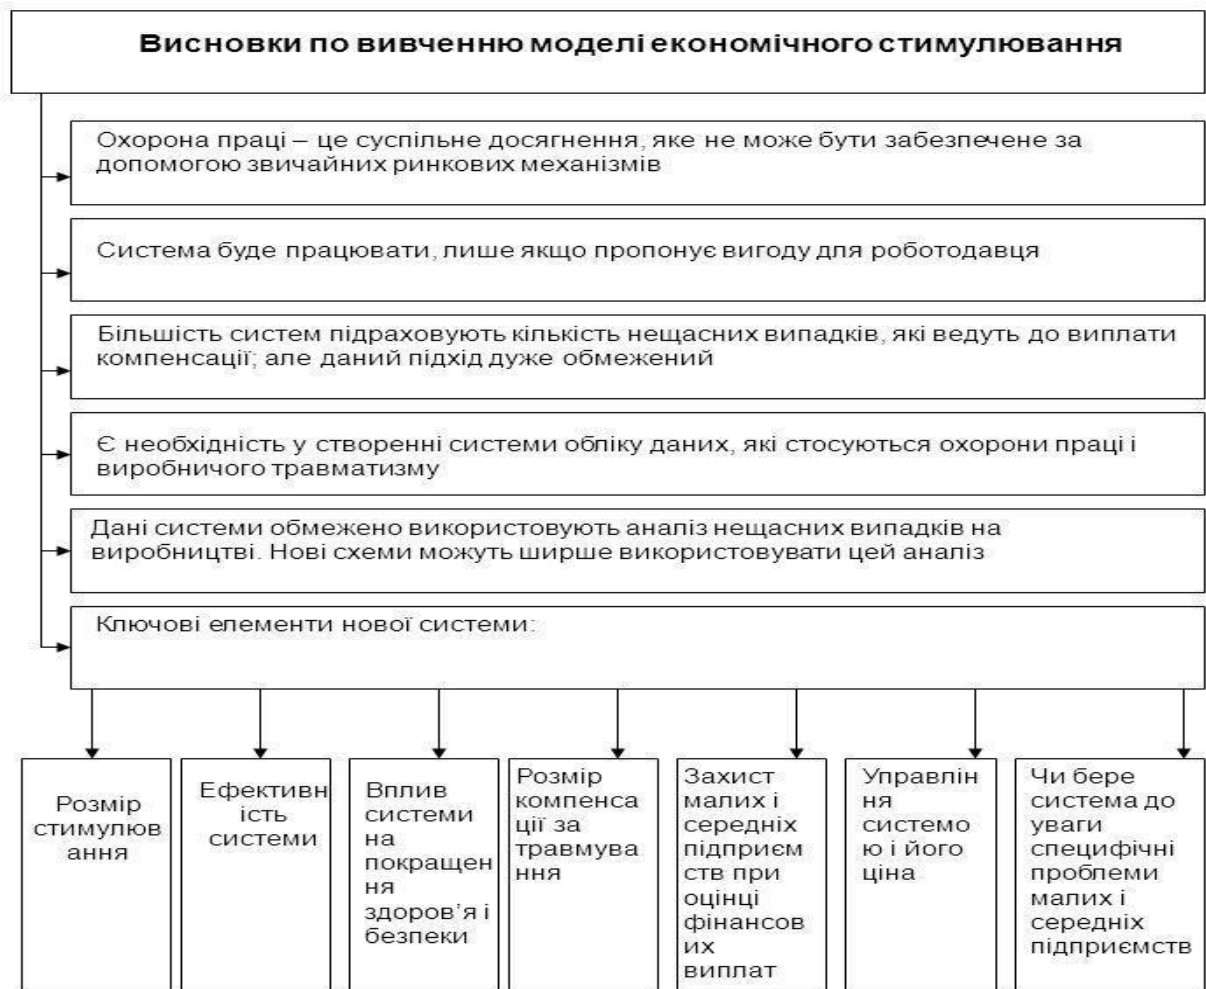 Висновки по вивченню моделі економічного стимулювання
Охорона праці – це суспільне досягнення, яке не може бути забезпечене за
допомогою звичайних ринкових механізмів
Система буде працювати, лише якщо пропонує вигоду для роботодавця
Більшість систем підраховують кількість нещасних випадків, які ведуть до виплати
компенсації; але даний підхід дуже обмежений
Є необхідність у створенні системи обліку даних, які стосуються охорони праці і
виробничого травматизму
Дані системи обмежено використовують аналіз нещасних випадків на
виробництві. Нові схеми можуть ширше використовувати цей аналіз
Ключові елементи нової системи:
Розмір
стимулюв
ання
Ефективн
ість
системи
Вплив
системи
на
покращен
ня
здоров’я і
безпеки
Розмір
компенса
ції за
травмува
ння
Захист
малих і
середніх
підприєм
ств при
оцінці
фінансов
их
виплат
Управлін
ня
системо
ю і його
ціна
Чи бере
система до
уваги
специфічні
проблеми
малих і
середніх
підприємств